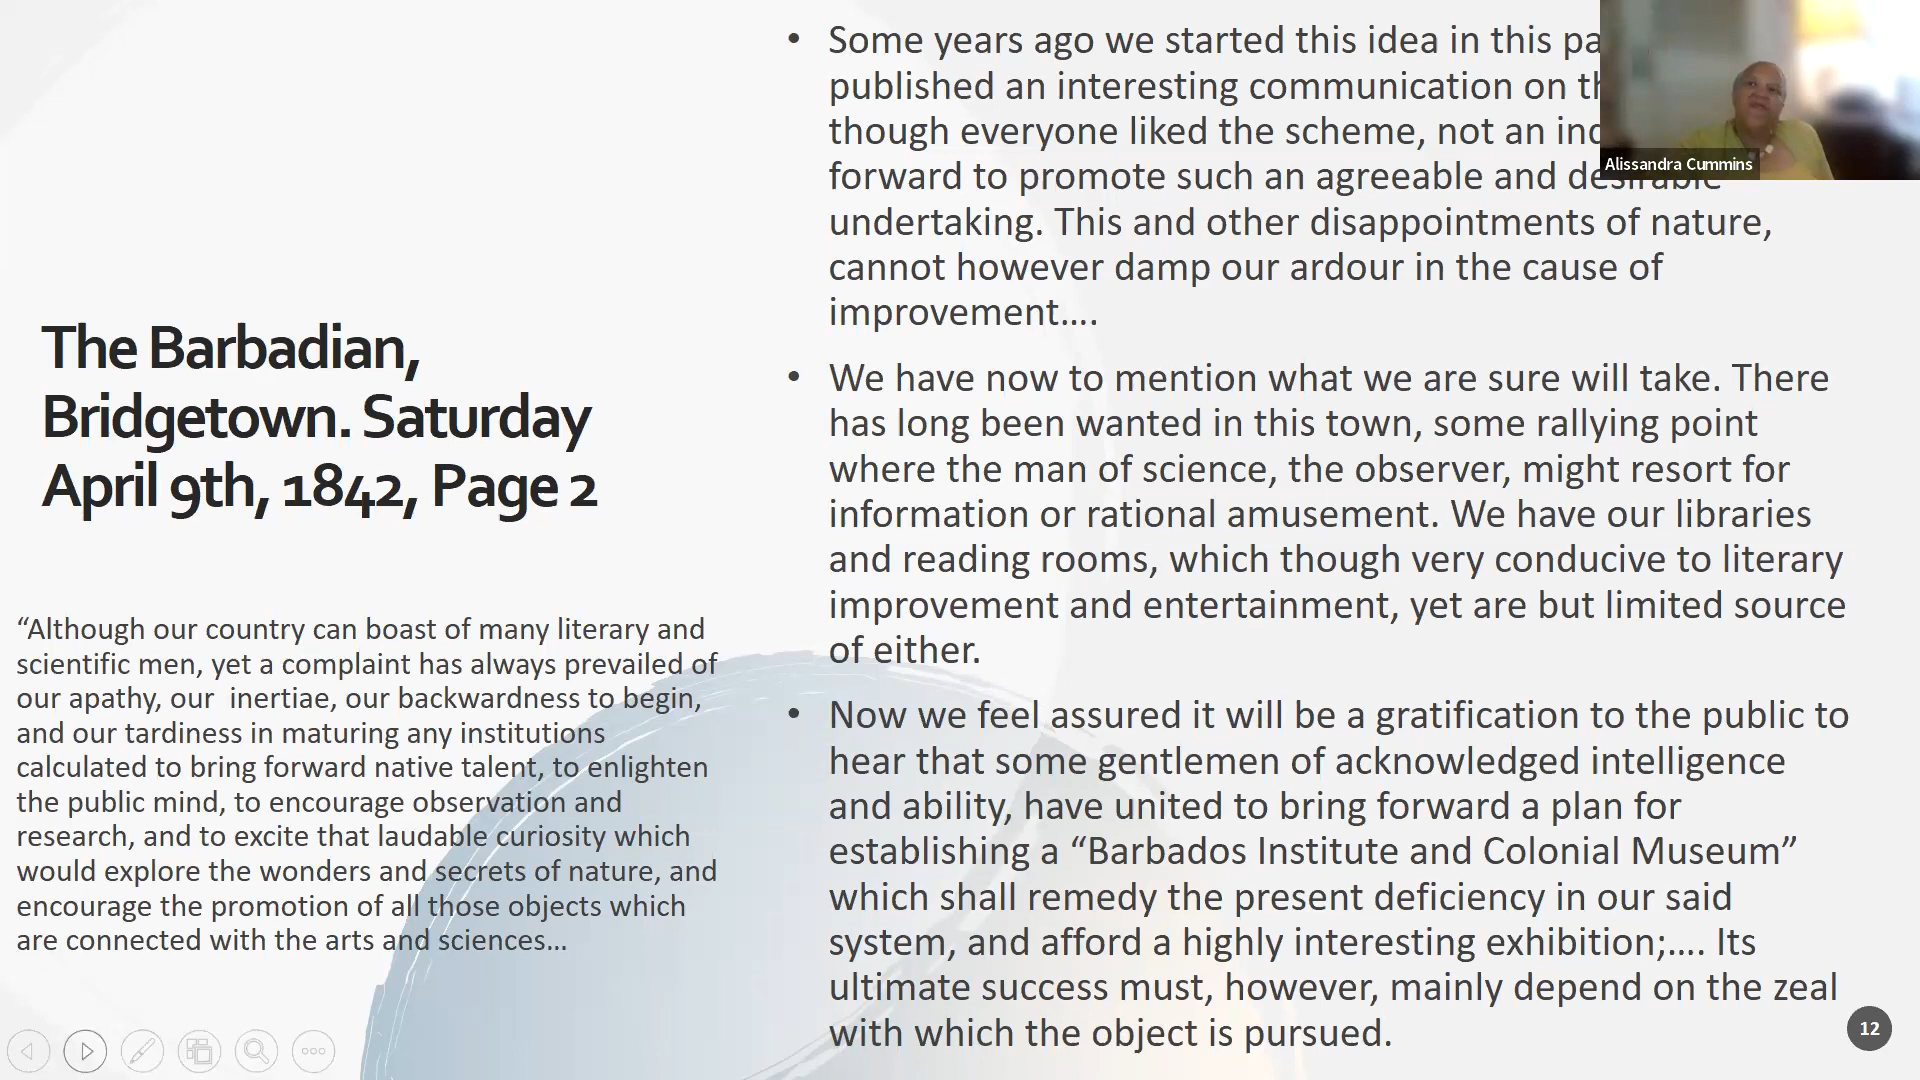 The Barbadian,
Bridgetown. Saturday
April 9th, 1842, Page 2
“Although our country can boast of many literary and
scientific men, yet a complaint has always prevailed of
our apathy, our  inertiae, our backwardness to begin,
and our tardiness in maturing any institutions
calculated to bring forward native talent, to enlighten
the public mind, to encourage observation and
research, and to excite that laudable curiosity which
would explore the wonders and secrets of nature, and
encourage the promotion of all those objects which
are connected with the arts and sciences…
• Some years ago we started this idea in this
published an interesting communication on
though everyone liked the scheme, not an
forward to promote such an agreeable and desirable
undertaking. This and other disappointments of nature,
cannot however damp our ardour in the cause of
improvement….
• We have now to mention what we are sure will take. There
has long been wanted in this town, some rallying point
where the man of science, the observer, might resort for
information or rational amusement. We have our libraries
and reading rooms, which though very conducive to literary
improvement and entertainment, yet are but limited source
of either.
• Now we feel assured it will be a gratification to the public to
hear that some gentlemen of acknowledged intelligence
and ability, have united to bring forward a plan for
establishing a “Barbados Institute and Colonial Museum”
which shall remedy the present deficiency in our said
system, and afford a highly interesting exhibition;…. Its
ultimate success must, however, mainly depend on the zeal
with which the object is pursued.
Alissandra Cummins
12